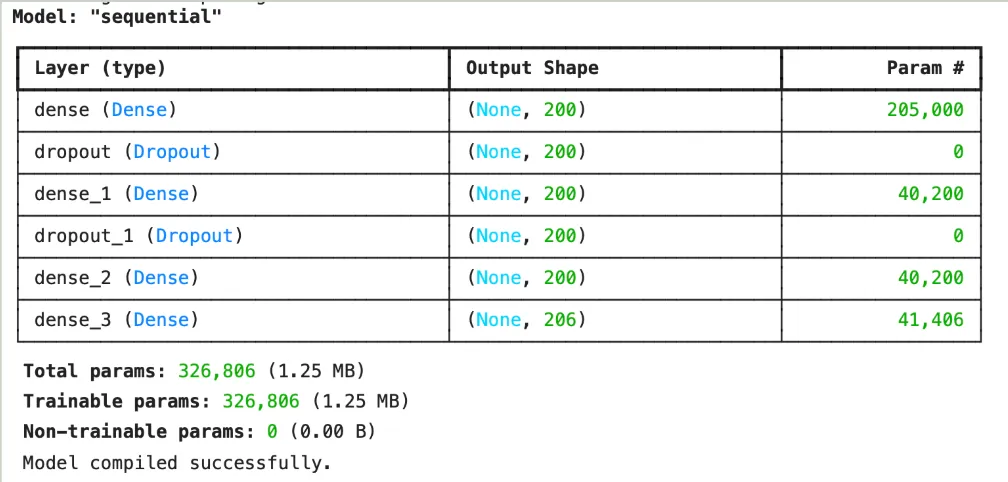 Model: "sequential"
Layer (type) Output Shape Param #
dense (Dense) (None, 200) 205,000
dropout (Dropout) (None, 200) 0
dense_1 (Dense) (None, 200) 40,200
dropout_1 (Dropout) (None, 200) 0
dense_2 (Dense) (None, 200) 40,200
dense_3 (Dense) (None, 206) 41,406
Total params: 326,806 (1.25 MB)
Trainable params: 326,806 (1.25 MB)
Non-trainable params: 0 (0.00 B)
Model compiled successfully.